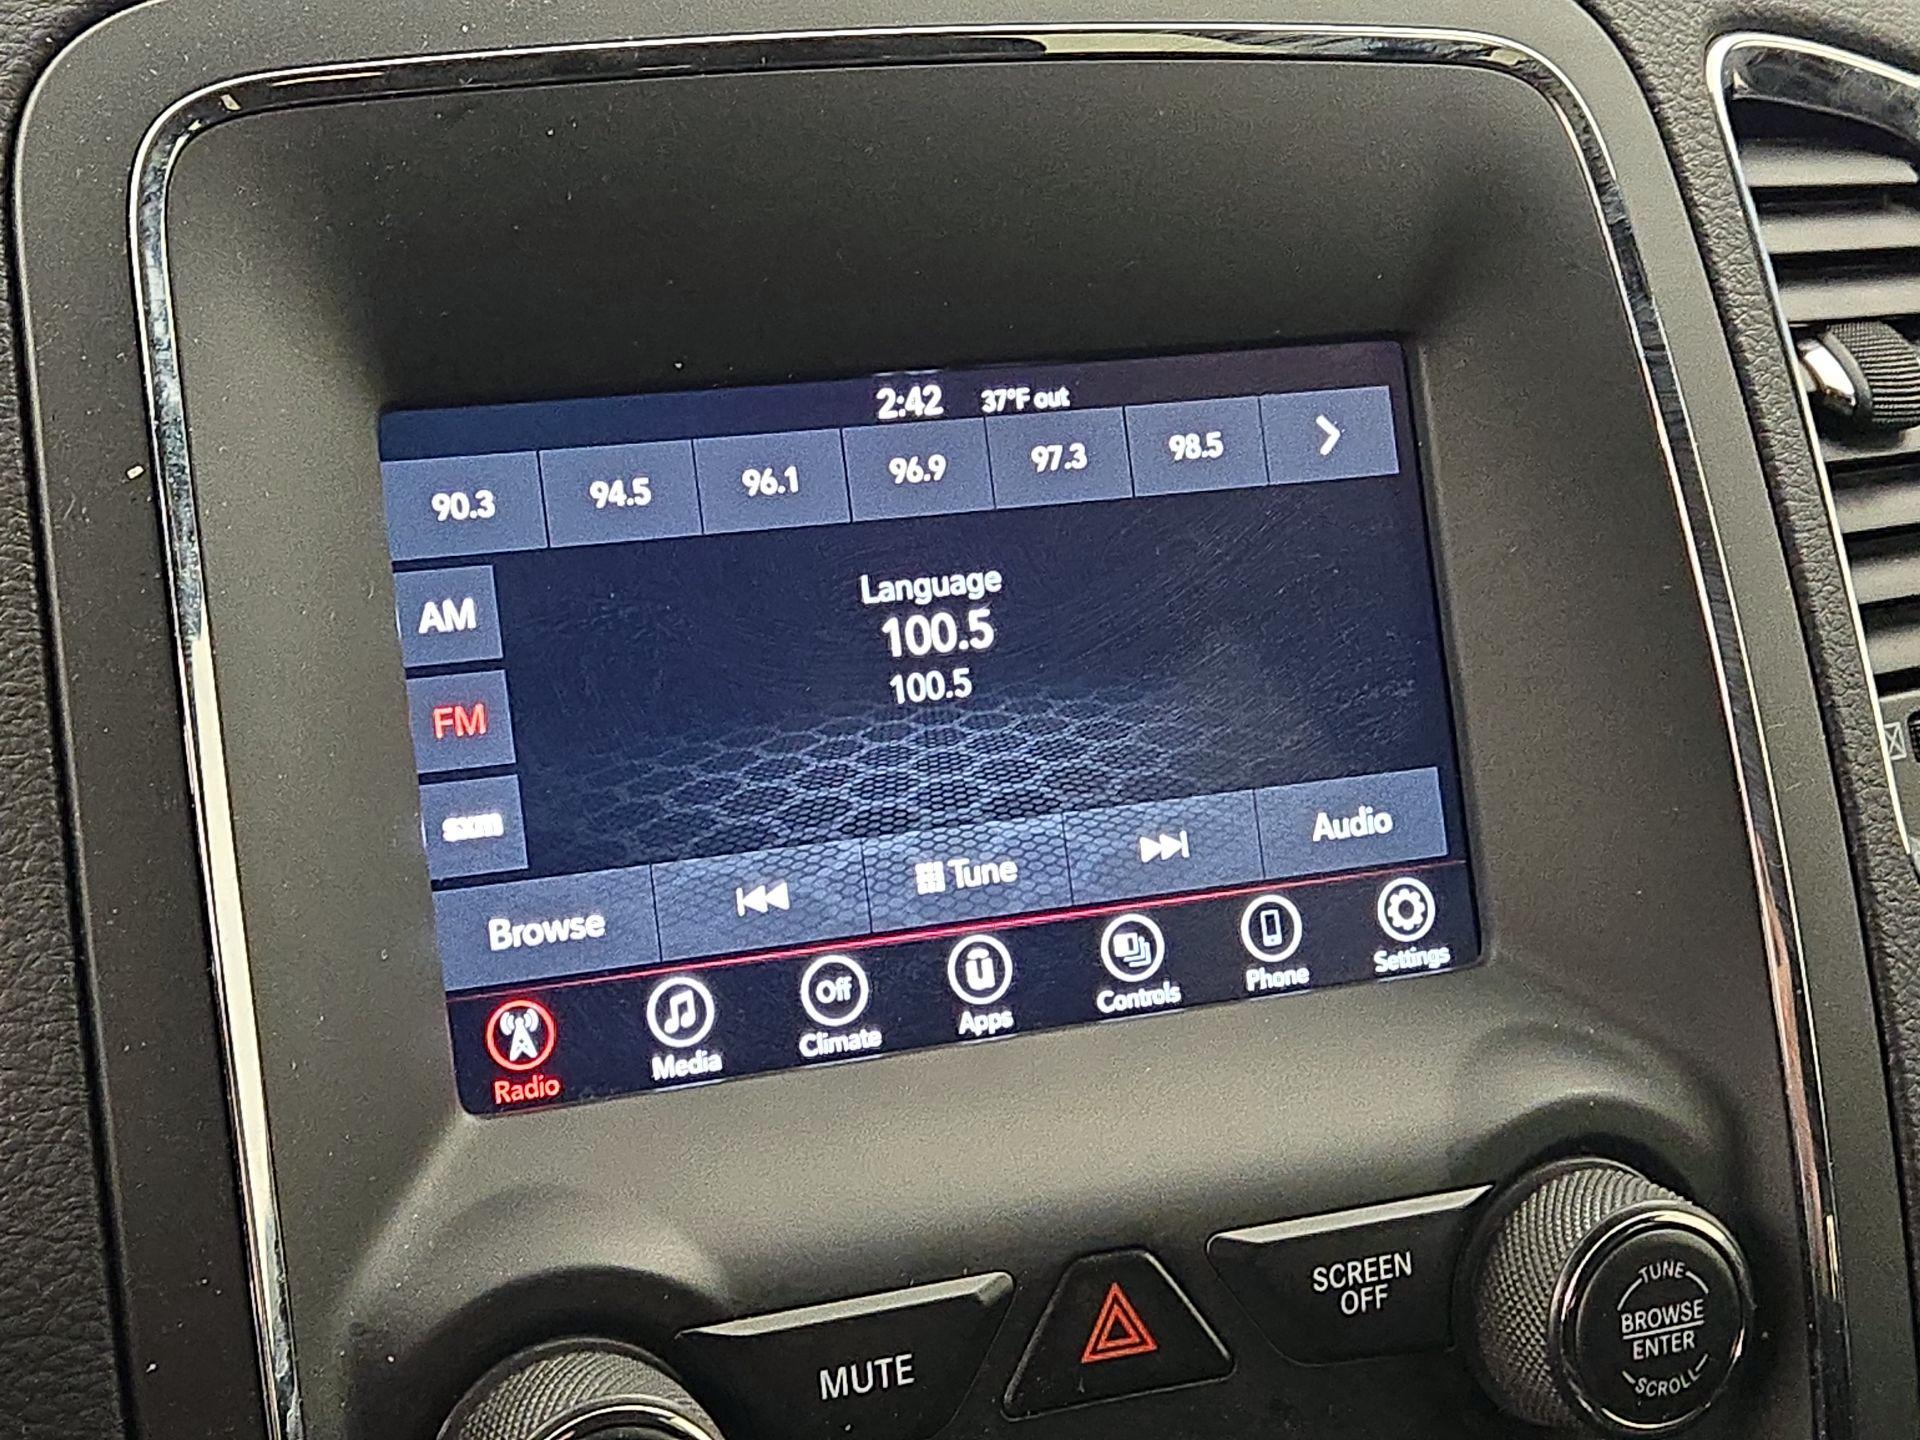 2:42 37°F out
90.3 94.5 96.1 96.9 97.3 98.5
Language
100.5
100.5
AM
FM
sxm
Browse Tune Audio
Radio Media Off Climate Apps Controls Phone Settings
MUTE
SCREEN
OFF
TUNE
BROWSE
ENTER
SCROLL